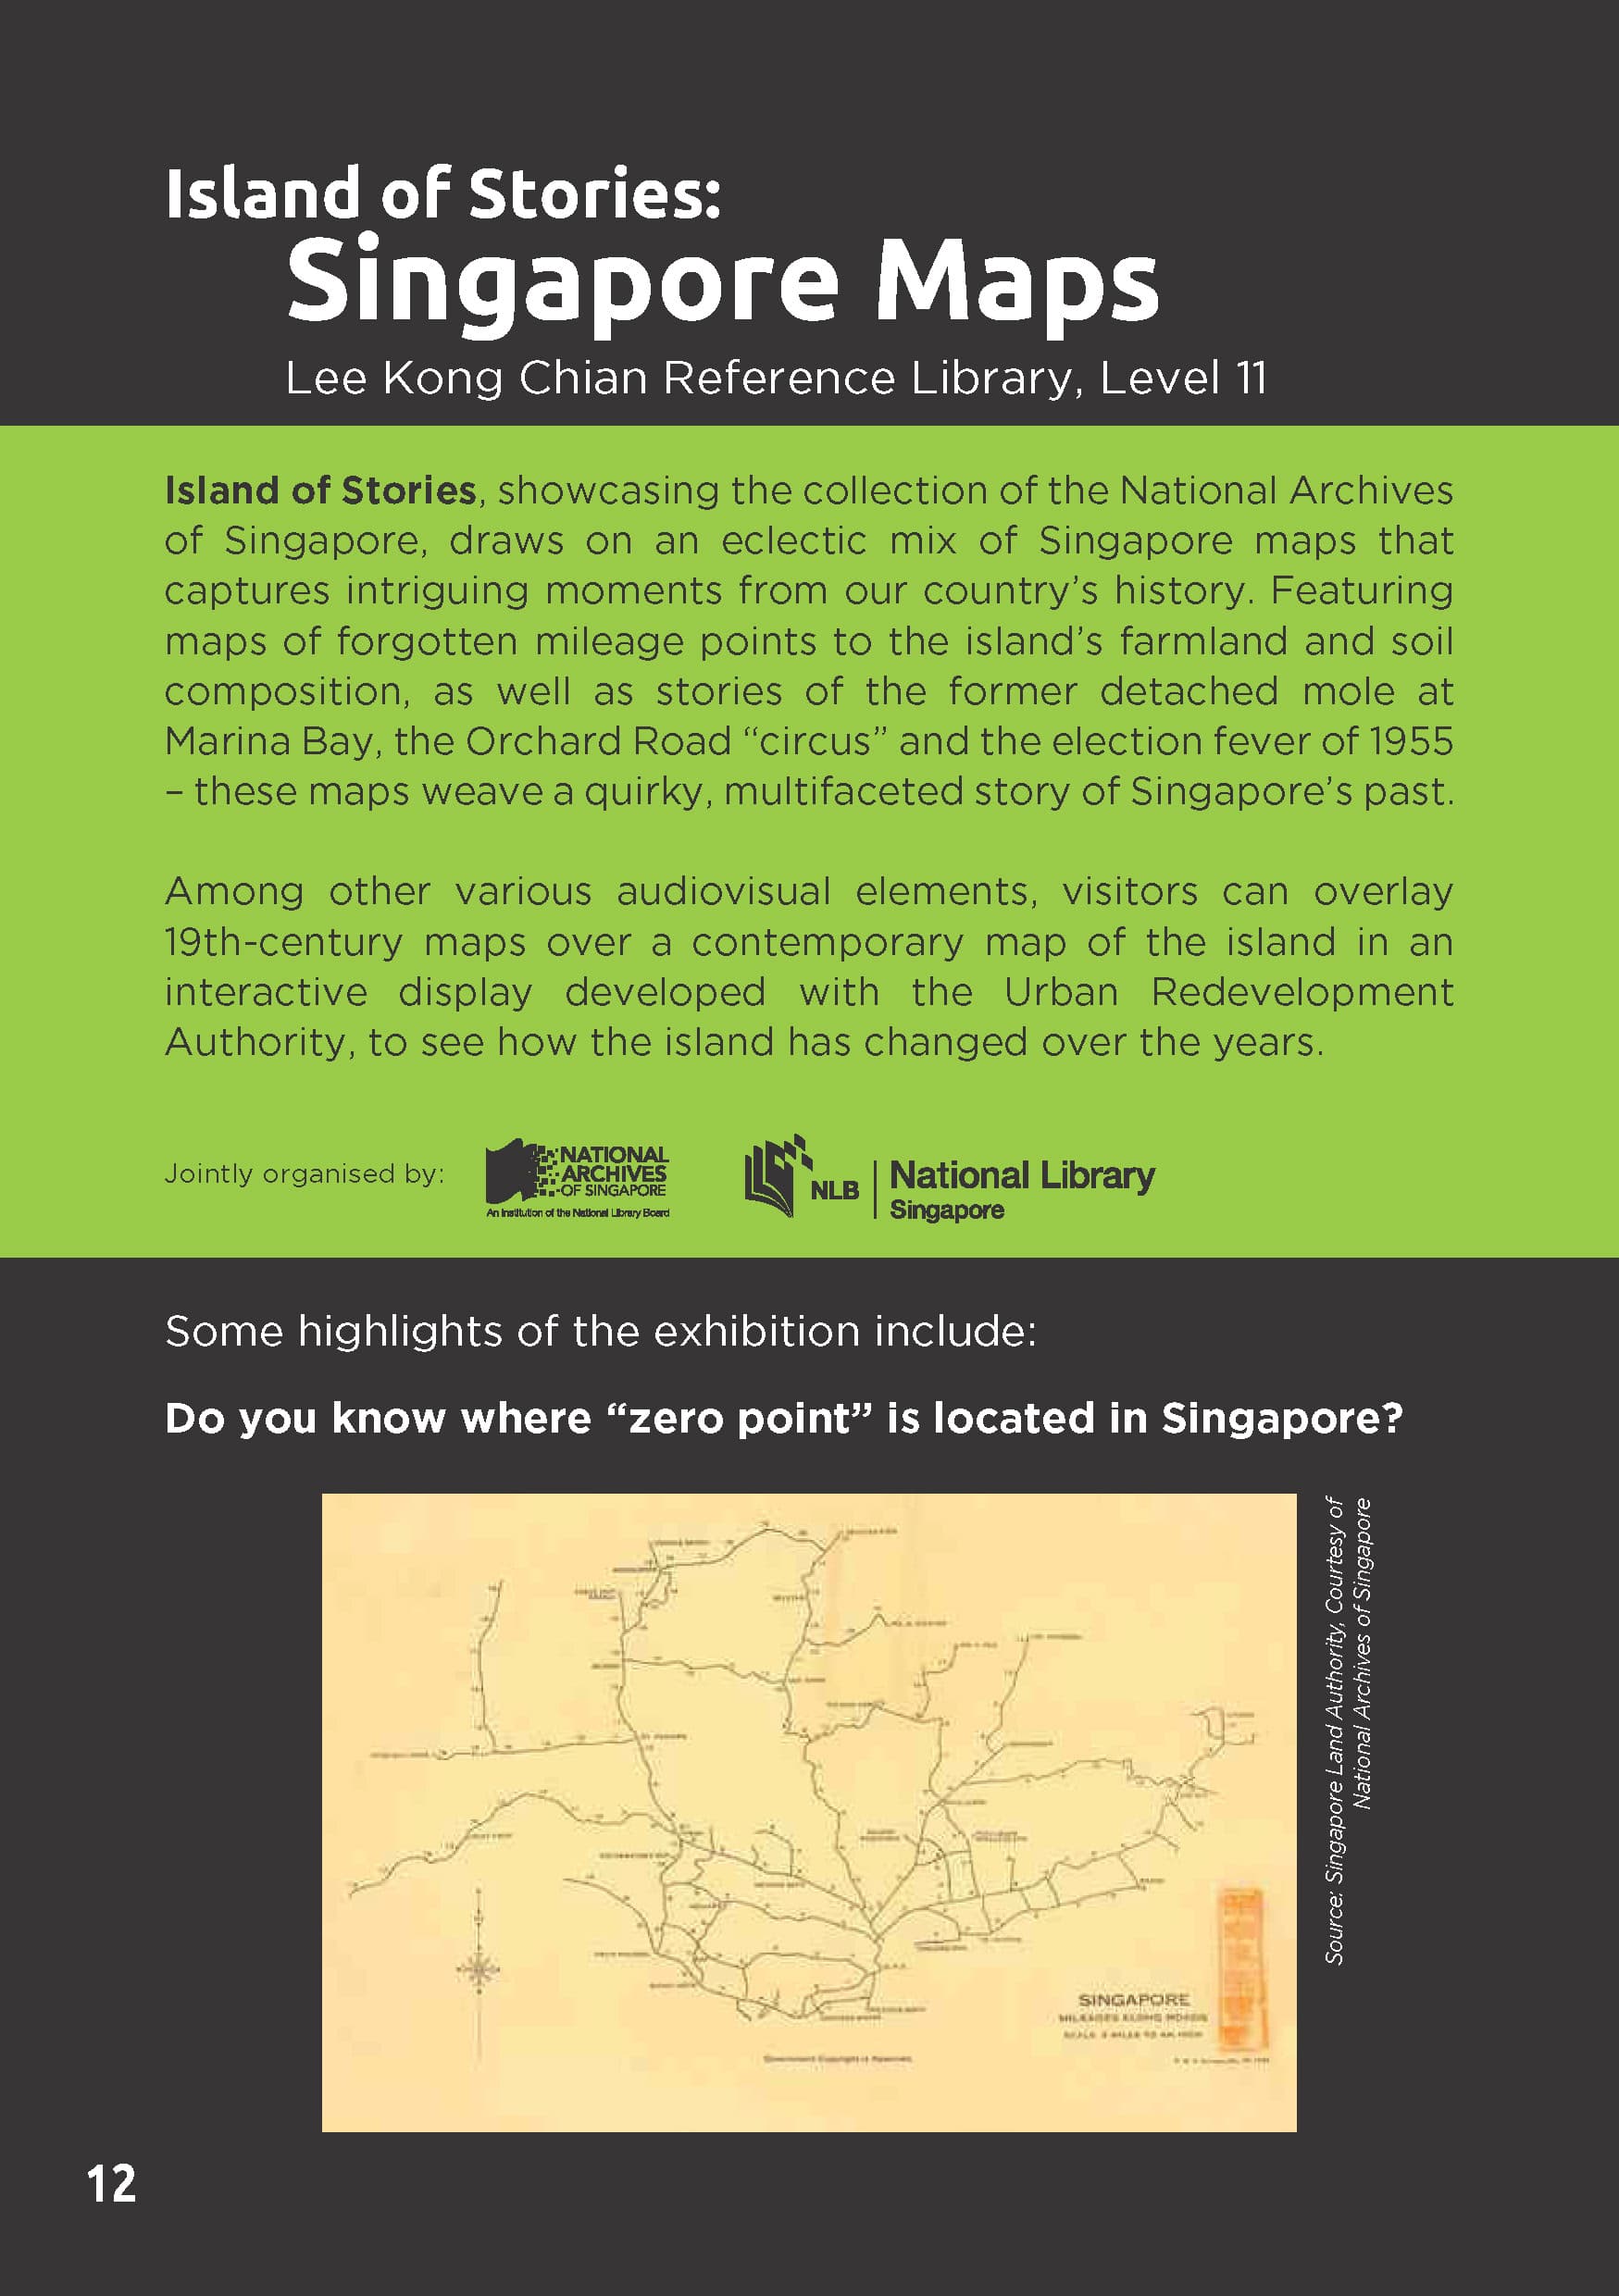 Island of Stories:
Singapore Maps
Lee Kong Chian Reference Library, Level 11
Island of Stories, showcasing the collection of the National Archives
of Singapore, draws on an eclectic mix of Singapore maps that
captures intriguing moments from our country’s history. Featuring
maps of forgotten mileage points to the island’s farmland and soil
composition, as well as stories of the former detached mole at
Marina Bay, the Orchard Road “circus” and the election fever of 1955
– these maps weave a quirky, multifaceted story of Singapore’s past.
Among other various audiovisual elements, visitors can overlay
19th-century maps over a contemporary map of the island in an
interactive display developed with the Urban Redevelopment
Authority, to see how the island has changed over the years.
Jointly organised by:
NATIONAL
ARCHIVES
OF SINGAPORE
An Institution of the National Library Board
NLB
National Library
Singapore
Some highlights of the exhibition include:
Do you know where “zero point” is located in Singapore?
SINGAPORE
MILEAGES ALONG ROADS
Government Copyright is Reserved.
Source: Singapore Land Authority, Courtesy of
National Archives of Singapore
12